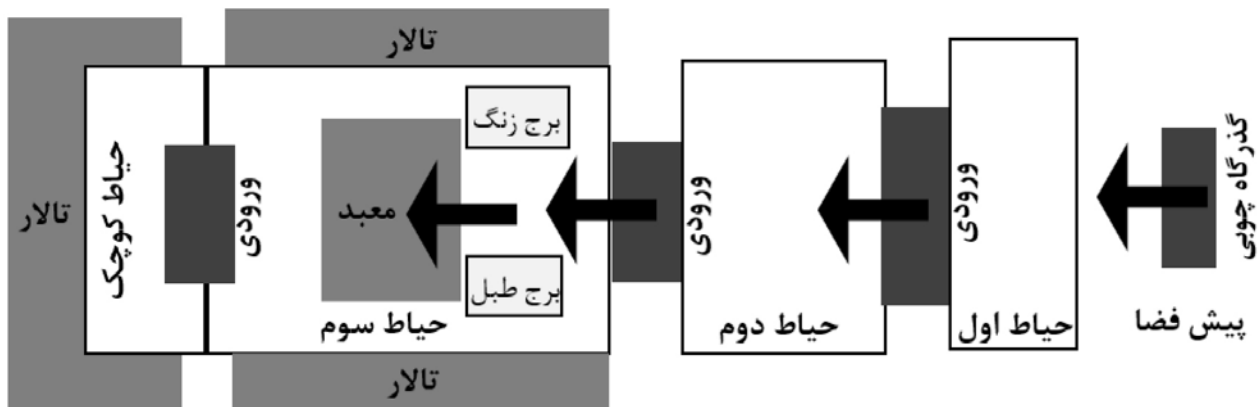 گذرگاه چوبی
پیش فضا
ورودی
حیاط اول
ورودی
حیاط دوم
تالار
برج زنگ
معبد
برج طبل
حیاط سوم
تالار
ورودی
حیاط کوچک
تالار